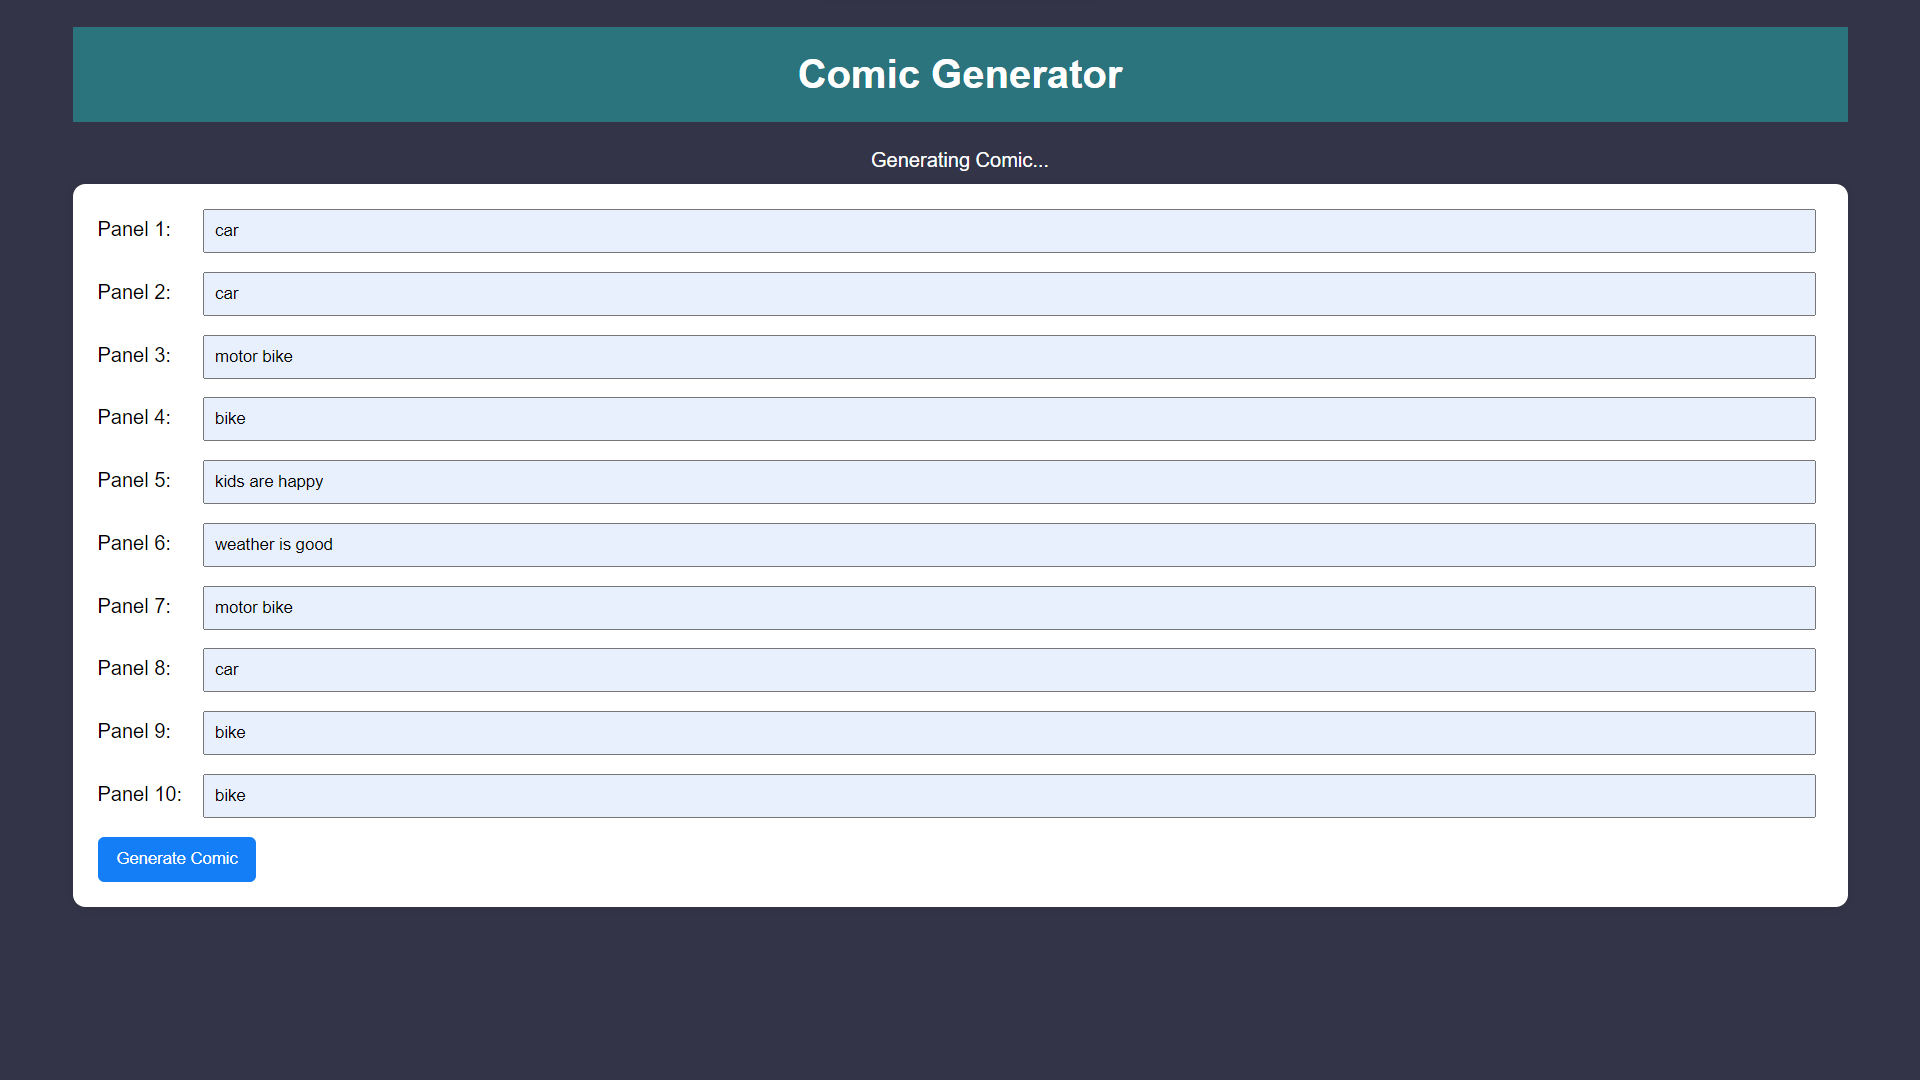 Comic Generator
Generating Comic...
Panel 1: car
Panel 2: car
Panel 3: motor bike
Panel 4: bike
Panel 5: kids are happy
Panel 6: weather is good
Panel 7: motor bike
Panel 8: car
Panel 9: bike
Panel 10: bike
Generate Comic